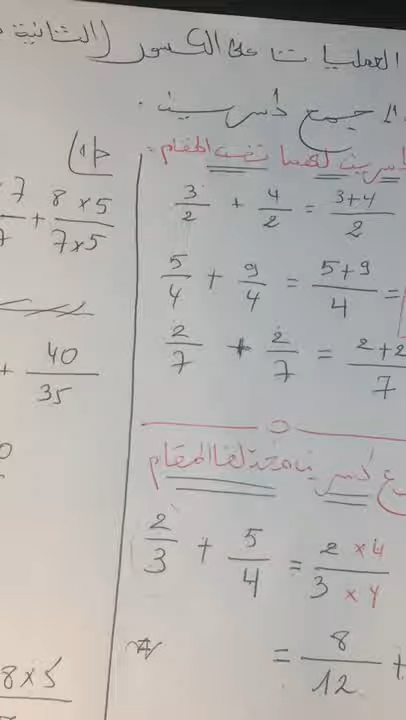 العمليات على الكسور (الثانية
1) جمع كسرين .
كسرين لهما نفس المقام :
3/2 + 4/2 = 3+4/2
5/4 + 9/4 = 5+9/4 =
2/7 + 2/7 = 2+2/7
جمع كسرين مختلفا المقام
2/3 + 5/4 = 2 × 4/3 × 4
= 8/12 +
+ 8 × 5/7 × 5
+ 40/35
8 × 5